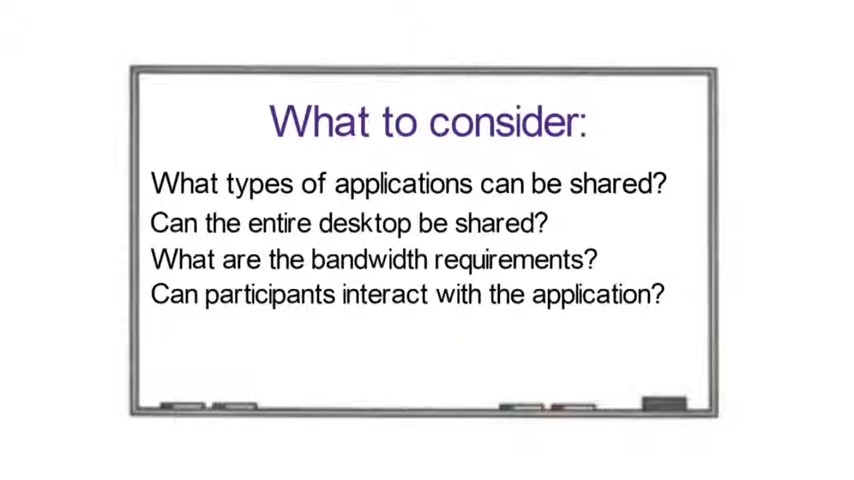 What to consider:
What types of applications can be shared?
Can the entire desktop be shared?
What are the bandwidth requirements?
Can participants interact with the application?